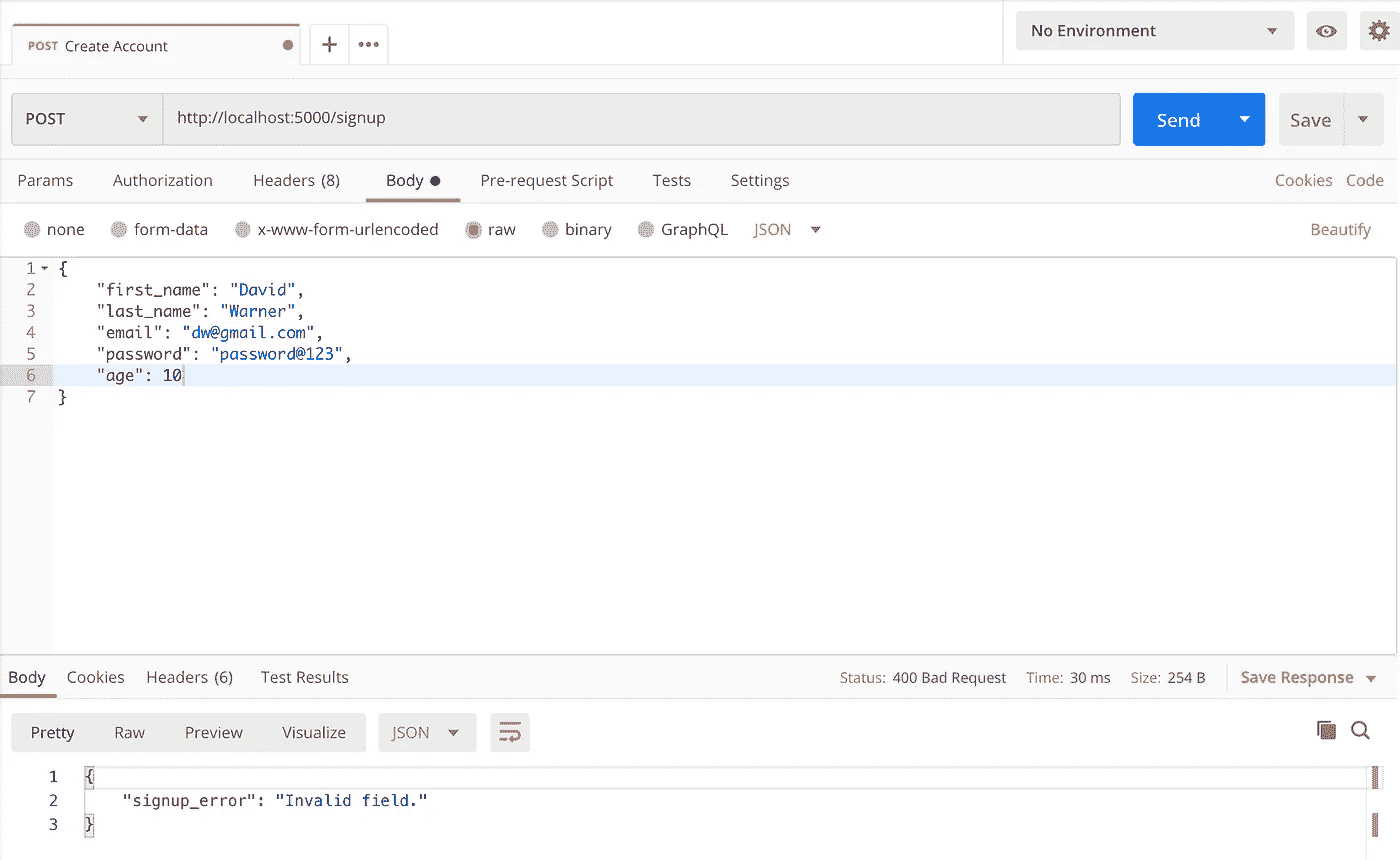 POST Create Account
No Environment
POST http://localhost:5000/signup Send Save
Params Authorization Headers (8) Body Pre-request Script Tests Settings Cookies Code
none form-data x-www-form-urlencoded raw binary GraphQL JSON Beautify
1 {
2 "first_name": "David",
3 "last_name": "Warner",
4 "email": "dw@gmail.com",
5 "password": "password@123",
6 "age": 10
7 }
Body Cookies Headers (6) Test Results Status: 400 Bad Request Time: 30 ms Size: 254 B Save Response
Pretty Raw Preview Visualize JSON
1 {
2 "signup_error": "Invalid field."
3 }